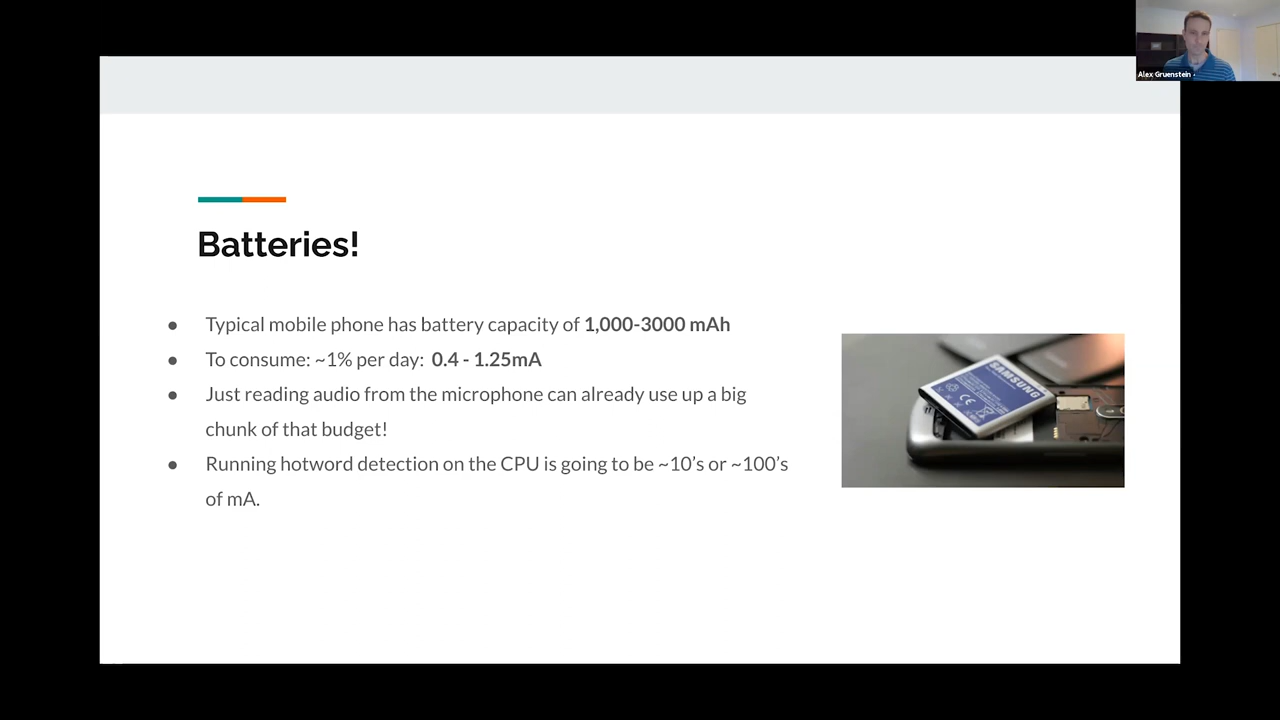 Alex Gruenstein
Batteries!
● Typical mobile phone has battery capacity of 1,000-3000 mAh
● To consume: ~1% per day: 0.4 - 1.25mA
● Just reading audio from the microphone can already use up a big
chunk of that budget!
● Running hotword detection on the CPU is going to be ~10’s or ~100’s
of mA.
SAMSUNG
CE